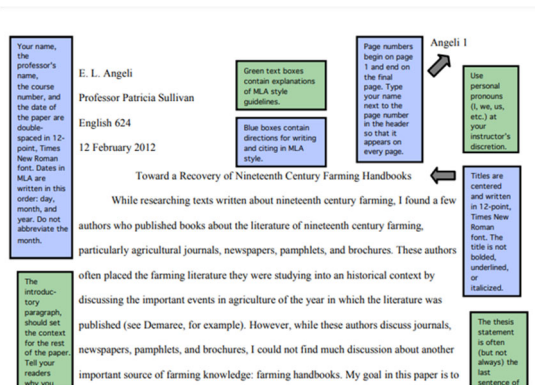 Angeli 1
E. L. Angeli
Professor Patricia Sullivan
English 624
12 February 2012
Your name,
the
professor's
name,
the course
number, and
the date of
the paper are
double-
spaced in 12-
point, Times
New Roman
font. Dates in
MLA are
written in this
order: day,
month, and
year. Do not
abbreviate the
month.
Green text boxes
contain explanations
of MLA style
guidelines.
Blue boxes contain
directions for writing
and citing in MLA
style.
Page numbers
begin on page
1 and end on
the final
page. Type
your name
next to the
page number
in the header
so that it
appears on
every page.
Use
personal
pronouns
(I, we, us,
etc.) at
your
instructor's
discretion.
Toward a Recovery of Nineteenth Century Farming Handbooks
Titles are
centered
and written
in 12-point,
Times New
Roman
font. The
title is not
bolded,
underlined,
or
italicized.
While researching texts written about nineteenth century farming, I found a few
authors who published books about the literature of nineteenth century farming,
particularly agricultural journals, newspapers, pamphlets, and brochures. These authors
often placed the farming literature they were studying into an historical context by
discussing the important events in agriculture of the year in which the literature was
published (see Demaree, for example). However, while these authors discuss journals,
newspapers, pamphlets, and brochures, I could not find much discussion about another
important source of farming knowledge: farming handbooks. My goal in this paper is to
The
introduc-
tory
paragraph,
should set
the context
for the rest
of the paper.
Tell your
readers
why you
The thesis
statement
is often
(but not
always) the
last
sentence of